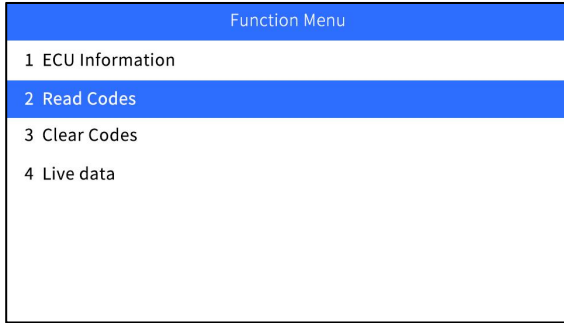 Function Menu
1 ECU Information
2 Read Codes
3 Clear Codes
4 Live data